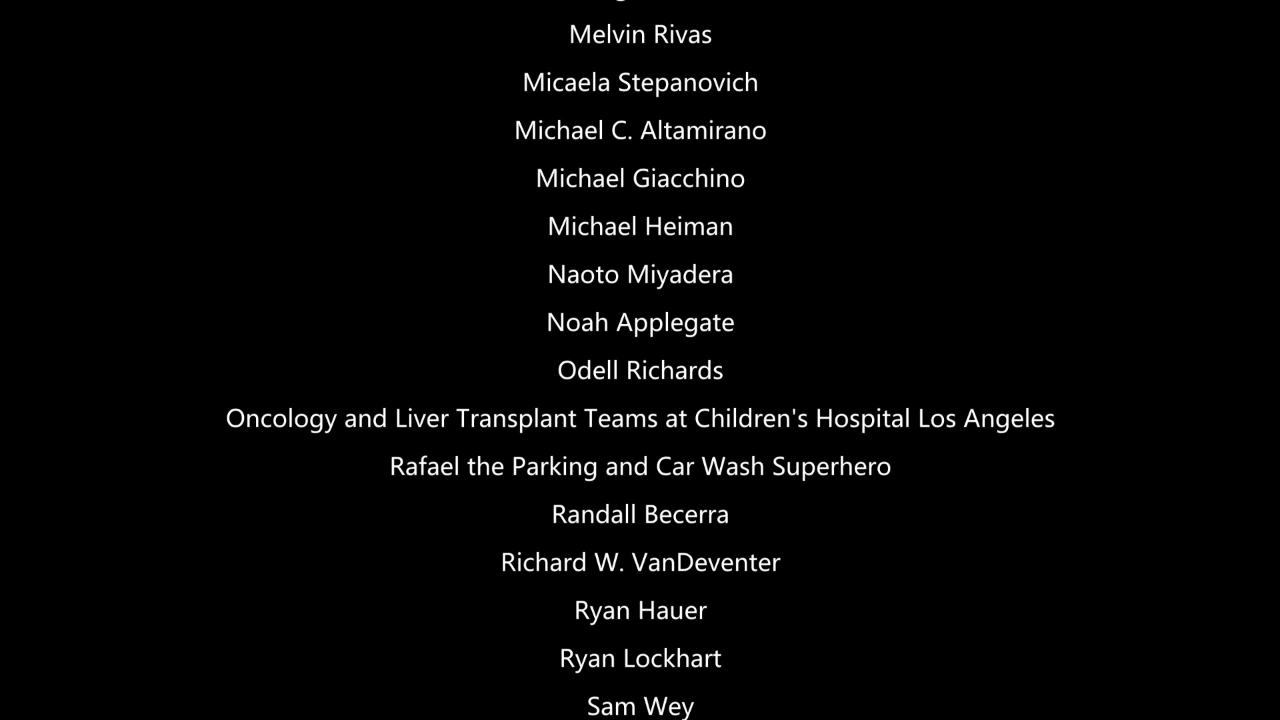 Melvin Rivas
Micaela Stepanovich
Michael C. Altamirano
Michael Giacchino
Michael Heiman
Naoto Miyadera
Noah Applegate
Odell Richards
Oncology and Liver Transplant Teams at Children's Hospital Los Angeles
Rafael the Parking and Car Wash Superhero
Randall Becerra
Richard W. VanDeventer
Ryan Hauer
Ryan Lockhart
Sam Wey